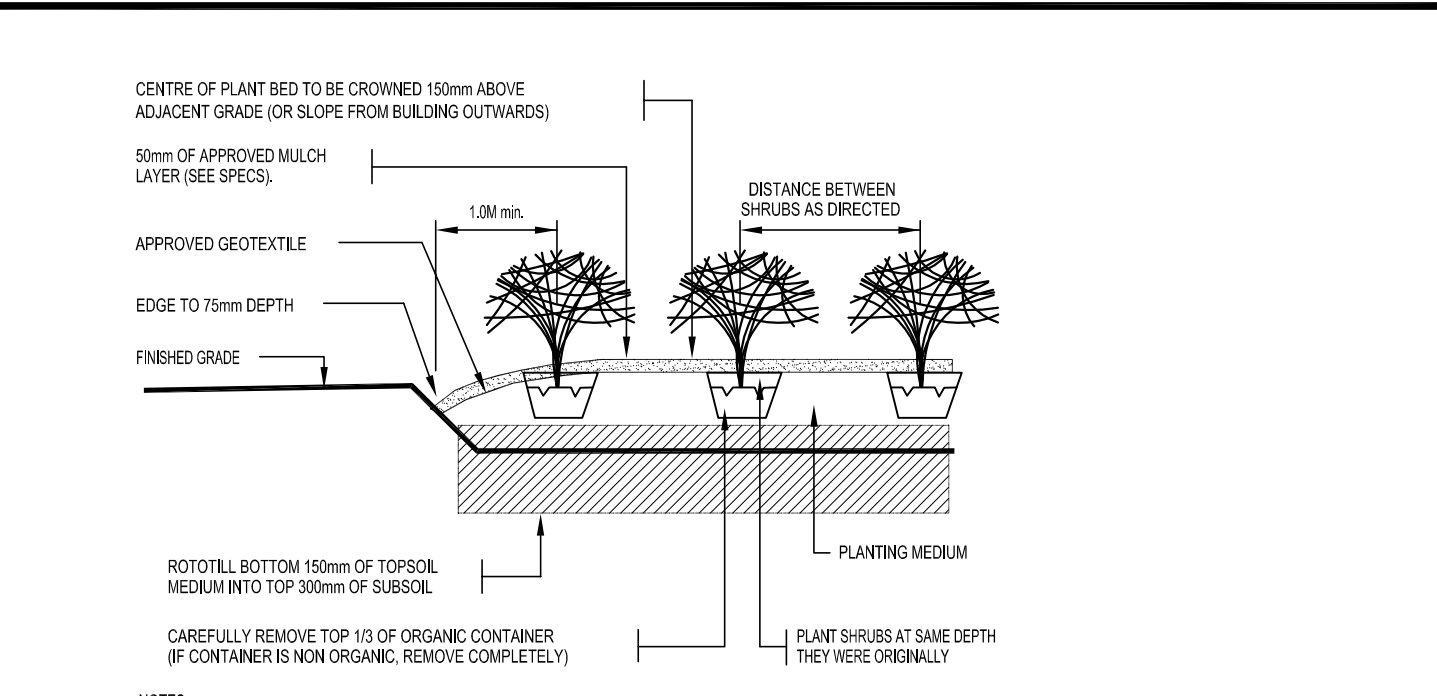 CENTRE OF PLANT BED TO BE CROWNED 150mm ABOVE
ADJACENT GRADE (OR SLOPE FROM BUILDING OUTWARDS)
50mm OF APPROVED MULCH
LAYER (SEE SPECS).
DISTANCE BETWEEN
SHRUBS AS DIRECTED
1.0M min.
APPROVED GEOTEXTILE
EDGE TO 75mm DEPTH
FINISHED GRADE
PLANTING MEDIUM
ROTOTILL BOTTOM 150mm OF TOPSOIL
MEDIUM INTO TOP 300mm OF SUBSOIL
CAREFULLY REMOVE TOP 1/3 OF ORGANIC CONTAINER
(IF CONTAINER IS NON ORGANIC, REMOVE COMPLETELY)
PLANT SHRUBS AT SAME DEPTH
THEY WERE ORIGINALLY